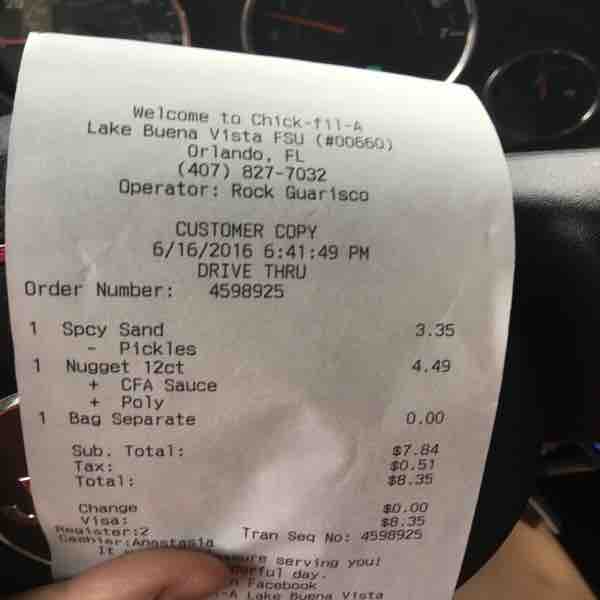 Welcome to Chick-fil-A
Lake Buena Vista FSU (#00660)
Orlando, FL
(407) 827-7032
Operator: Rock Guarisco
CUSTOMER COPY
6/16/2016 6:41:49 PM
DRIVE THRU
Order Number: 4598925
1 Spcy Sand 3.35
- Pickles
1 Nugget 12ct 4.49
+ CFA Sauce
+ Poly
1 Bag Separate 0.00
Sub. Total: $7.84
Tax: $0.51
Total: $8.35
Change $0.00
Visa: $8.35
Register:2 Tran Seq No: 4598925
Cashier:Anastasia
It serving you!
day.
Facebook
Lake Buena Vista